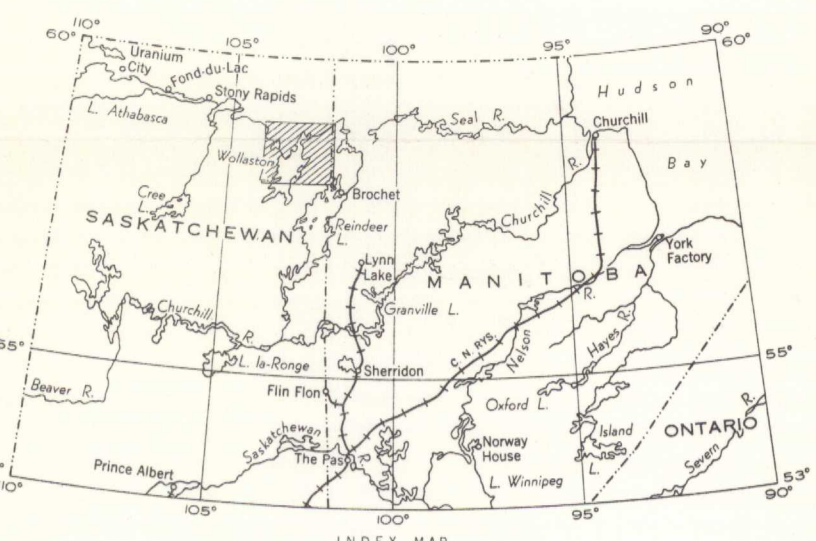 110°
105°
100°
95°
90°
60°
60°
Uranium
City
Fond-du-Lac
Stony Rapids
L. Athabasca
Hudson
Bay
Seal R.
Churchill
Wollaston
L.
Brochet
Cree
L.
Reindeer
L.
Churchill R.
SASKATCHEWAN
MANITOBA
York
Factory
Lynn
Lake
Granville L.
Churchill R.
L. la-Ronge
Sherridon
C. N. RYS.
Nelson R.
Hayes R.
55°
55°
Beaver R.
Flin Flon
Oxford L.
Island
L.
ONTARIO
Severn R.
Saskatchewan R.
The Pas
Norway
House
L. Winnipeg
Prince Albert
53°
110°
105°
100°
95°
90°
INDEX MAP